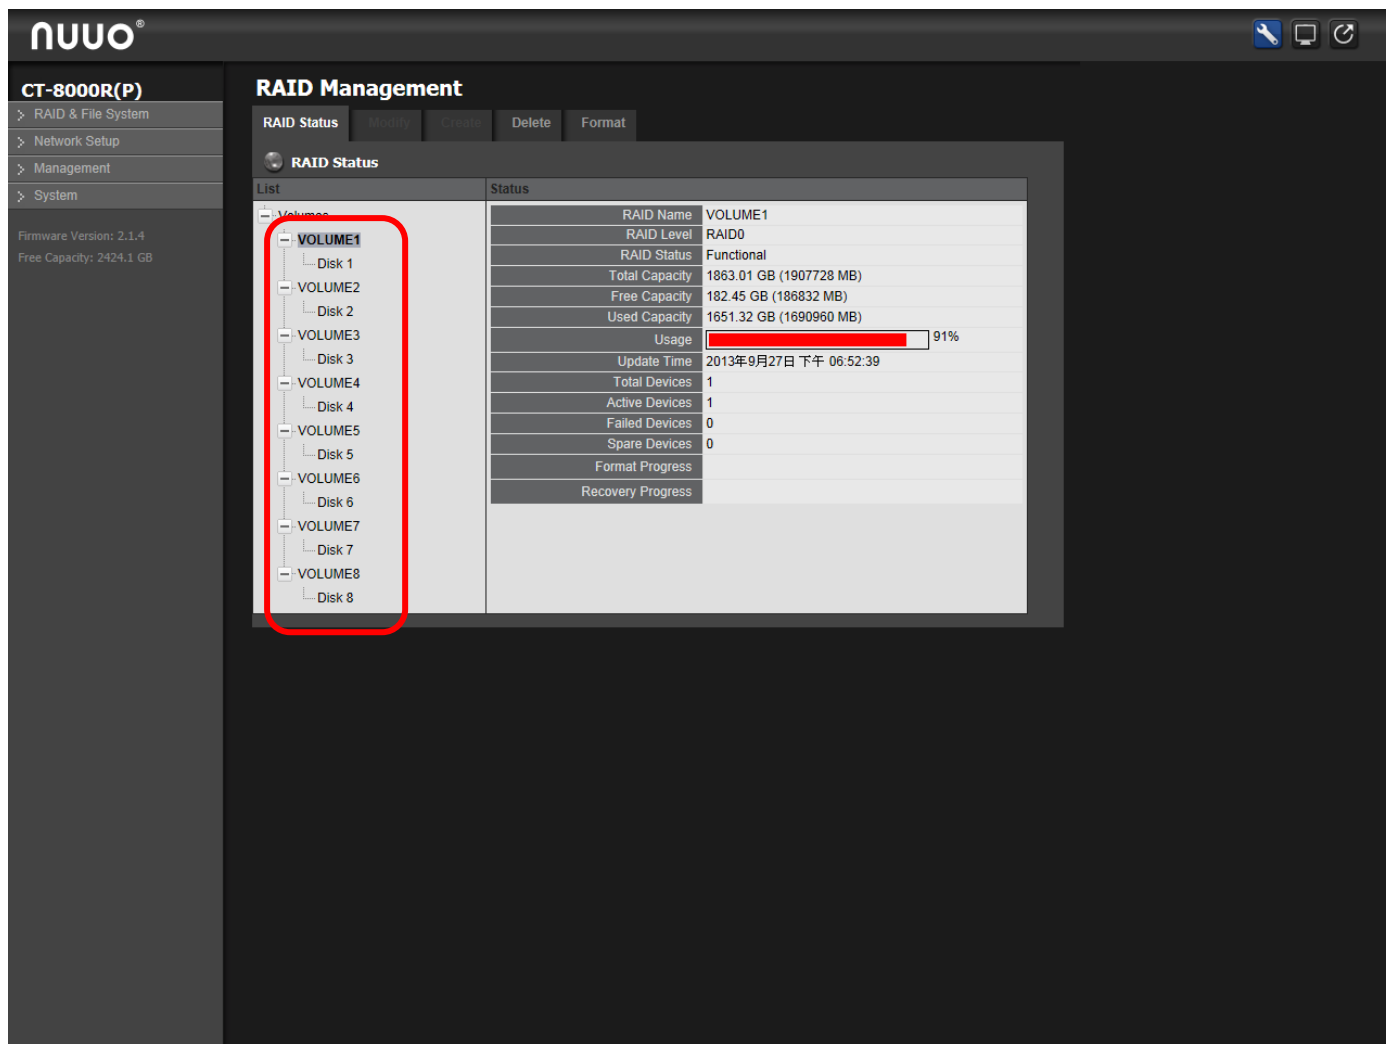 nuuo®
CT-8000R(P)
RAID & File System
Network Setup
Management
System
Firmware Version: 2.1.4
Free Capacity: 2424.1 GB
RAID Management
RAID Status Modify Create Delete Format
RAID Status
List Status
Volumes
VOLUME1
Disk 1
VOLUME2
Disk 2
VOLUME3
Disk 3
VOLUME4
Disk 4
VOLUME5
Disk 5
VOLUME6
Disk 6
VOLUME7
Disk 7
VOLUME8
Disk 8
RAID Name VOLUME1
RAID Level RAID0
RAID Status Functional
Total Capacity 1863.01 GB (1907728 MB)
Free Capacity 182.45 GB (186832 MB)
Used Capacity 1651.32 GB (1690960 MB)
Usage 91%
Update Time 2013年9月27日 下午 06:52:39
Total Devices 1
Active Devices 1
Failed Devices 0
Spare Devices 0
Format Progress
Recovery Progress